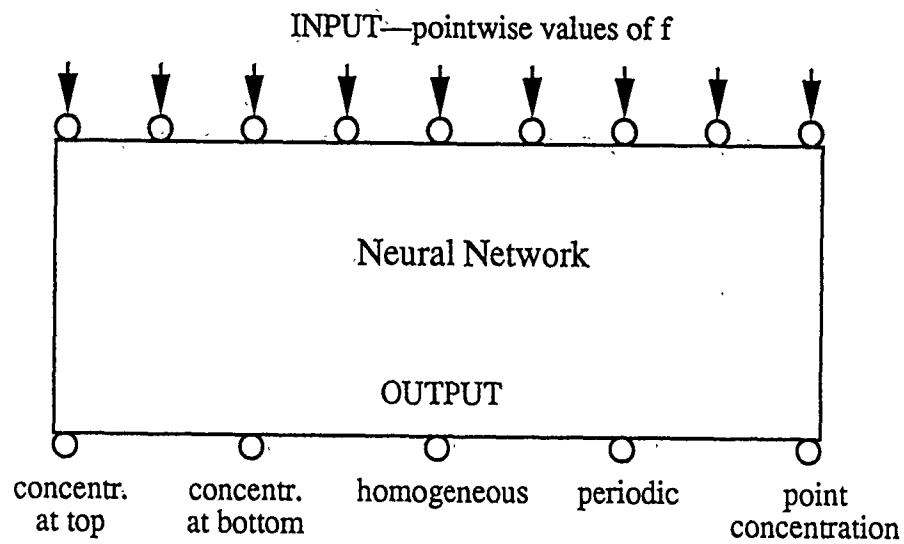 INPUT—pointwise values of f
Neural Network
OUTPUT
concentr.
at top
concentr.
at bottom
homogeneous
periodic
point
concentration